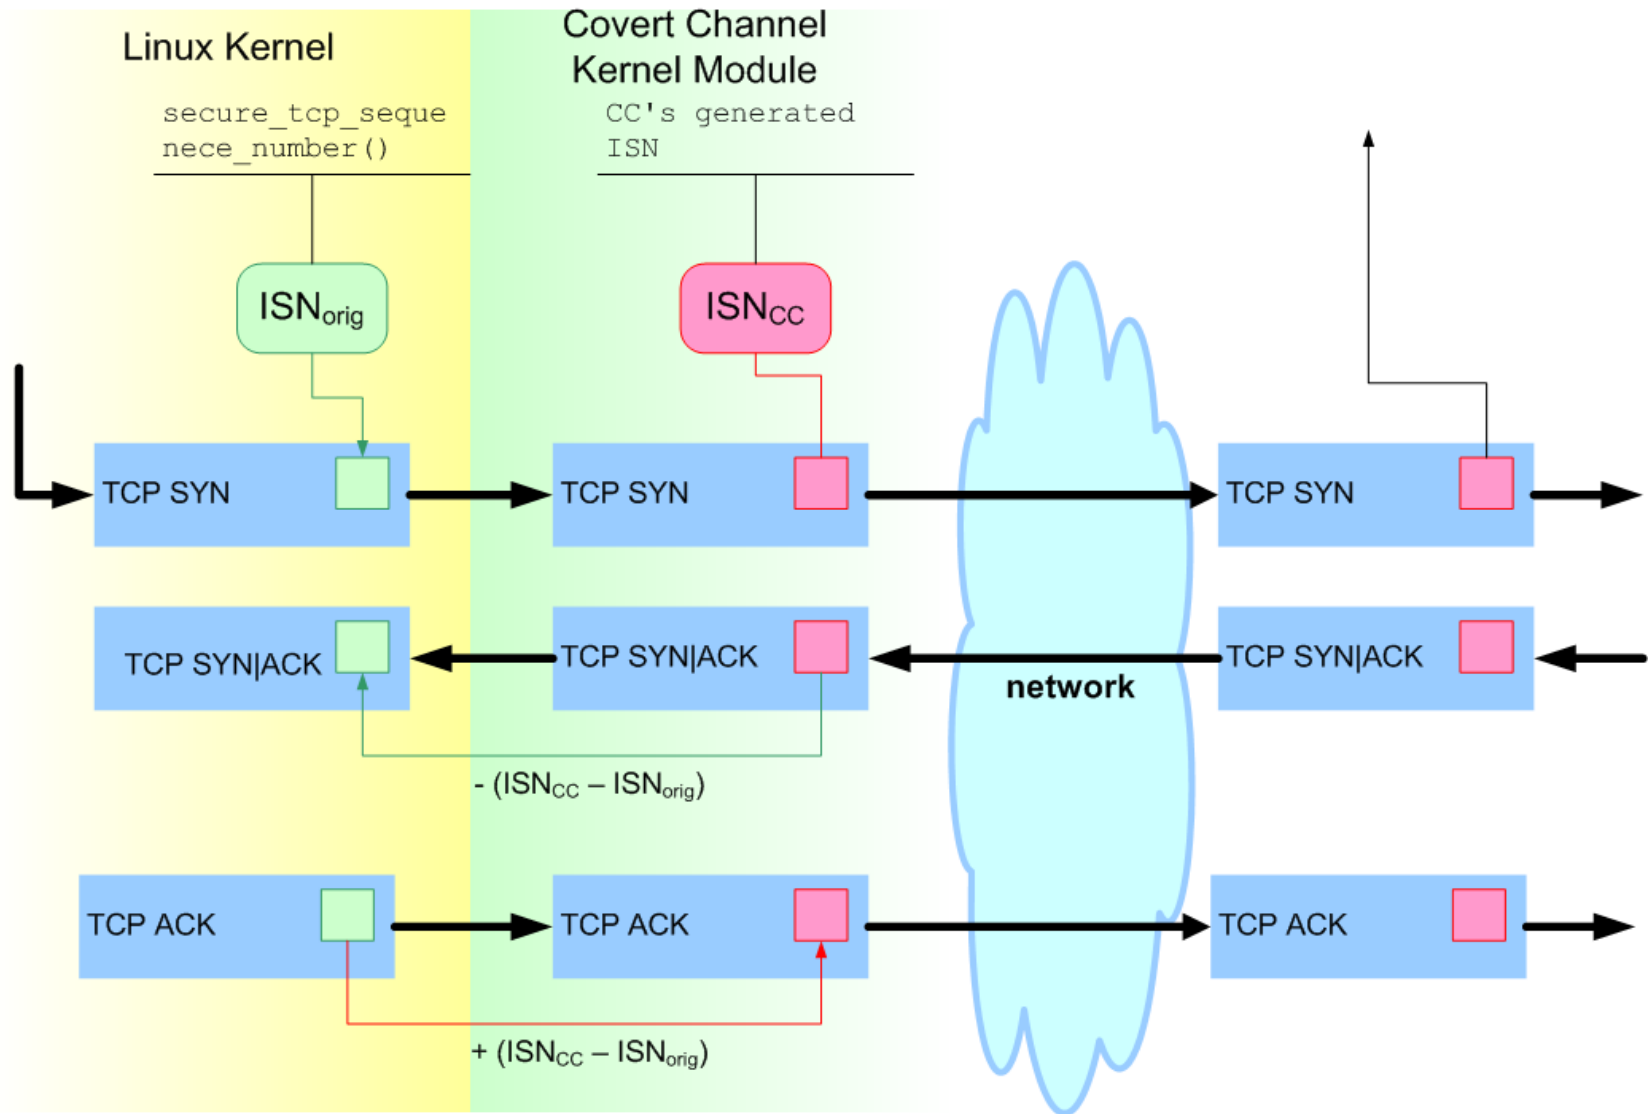 Linux Kernel
Covert Channel
Kernel Module
secure_tcp_seque
nece_number()
CC's generated
ISN
ISNorig
ISNCC
TCP SYN
TCP SYN
TCP SYN
TCP SYN|ACK
TCP SYN|ACK
TCP SYN|ACK
network
- (ISNCC – ISNorig)
TCP ACK
TCP ACK
TCP ACK
+ (ISNCC – ISNorig)